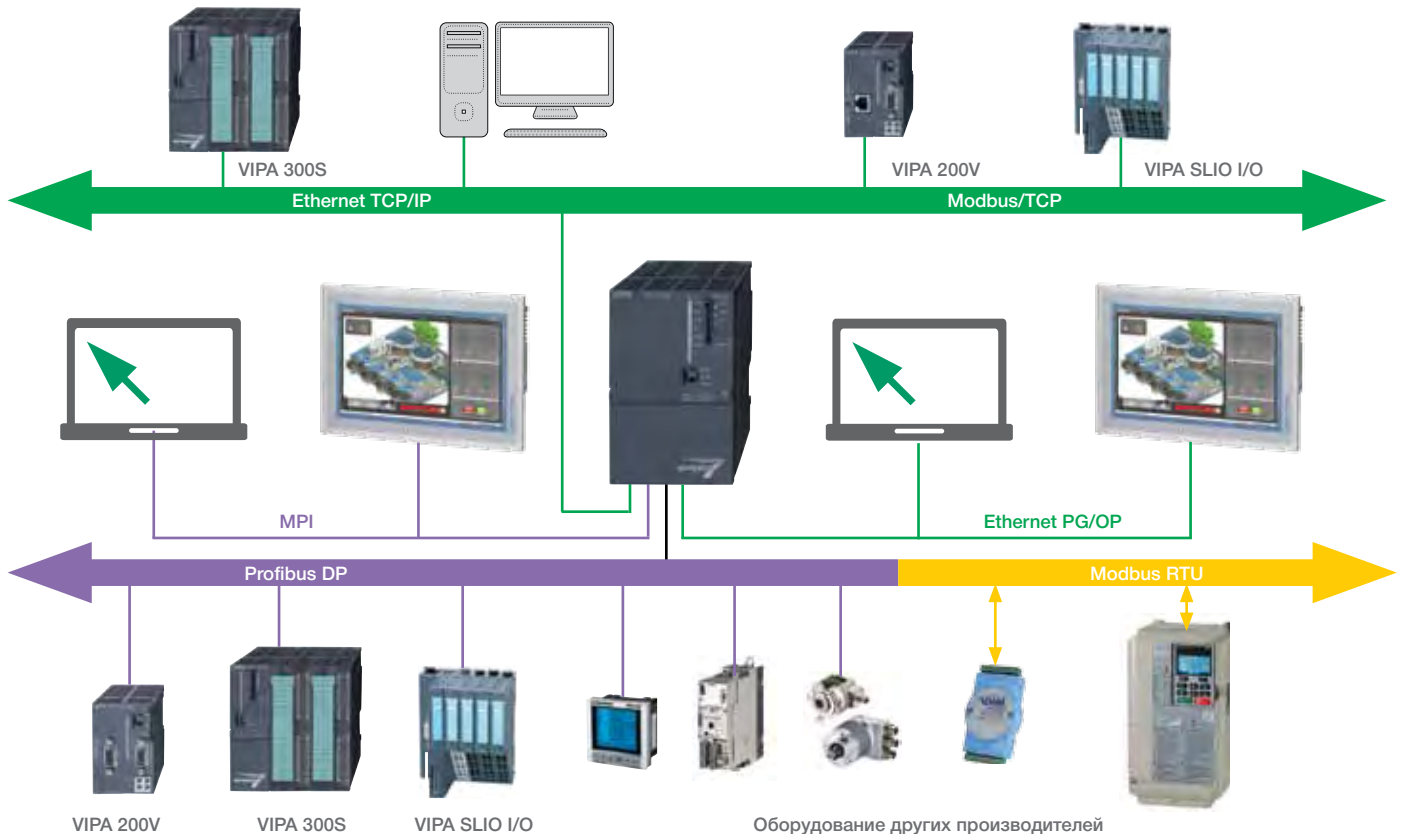 VIPA 300S
VIPA 200V
VIPA SLIO I/O
Ethernet TCP/IP
Modbus/TCP
MPI
Ethernet PG/OP
Profibus DP
Modbus RTU
VIPA 200V
VIPA 300S
VIPA SLIO I/O
Оборудование других производителей